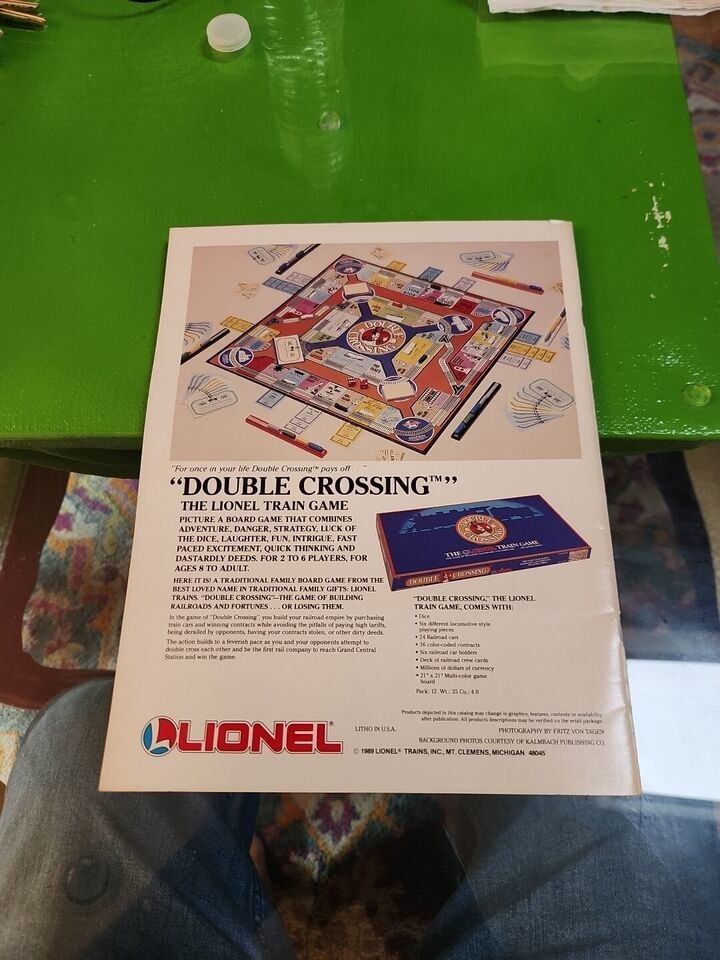 DOUBLE
CROSSING
"For once in your life Double Crossing™ pays off . . ."
"DOUBLE CROSSING™"
THE LIONEL TRAIN GAME
PICTURE A BOARD GAME THAT COMBINES
ADVENTURE, DANGER, STRATEGY, LUCK OF
THE DICE, LAUGHTER, FUN, INTRIGUE, FAST
PACED EXCITEMENT, QUICK THINKING AND
DASTARDLY DEEDS. FOR 2 TO 6 PLAYERS, FOR
AGES 8 TO ADULT.
HERE IT IS! A TRADITIONAL FAMILY BOARD GAME FROM THE
BEST LOVED NAME IN TRADITIONAL FAMILY GIFTS: LIONEL
TRAINS. "DOUBLE CROSSING"—THE GAME OF BUILDING
RAILROADS AND FORTUNES . . . OR LOSING THEM.
In the game of "Double Crossing", you build your railroad empire by purchasing
train cars and winning contracts while avoiding the pitfalls of paying high tariffs,
being derailed by opponents, having your contracts stolen, or other dirty deeds.
The action builds to a feverish pace as you and your opponents attempt to
double cross each other and be the first rail company to reach Grand Central
Station and win the game.
DOUBLE
CROSSING
THE LIONEL TRAIN GAME
DOUBLE CROSSING
"DOUBLE CROSSING," THE LIONEL
TRAIN GAME, COMES WITH:
• Dice
• Six different locomotive style
playing pieces
• 24 Railroad cars
• 36 color-coded contracts
• Six railroad car holders
• Deck of railroad crew cards
• Millions of dollars of currency
• 21" x 21" Multi-color game
board
Pack: 12 Wt.: 35 Cu.: 4.0
Products depicted in this catalog may change in graphics, features, contents or availability
after publication. All products descriptions may be verified on the retail package.
LIONEL®
LITHO IN U.S.A.
PHOTOGRAPHY BY FRITZ VON TAGEN
BACKGROUND PHOTOS COURTESY OF KALMBACH PUBLISHING CO.
© 1989 LIONEL® TRAINS, INC., MT. CLEMENS, MICHIGAN 48045